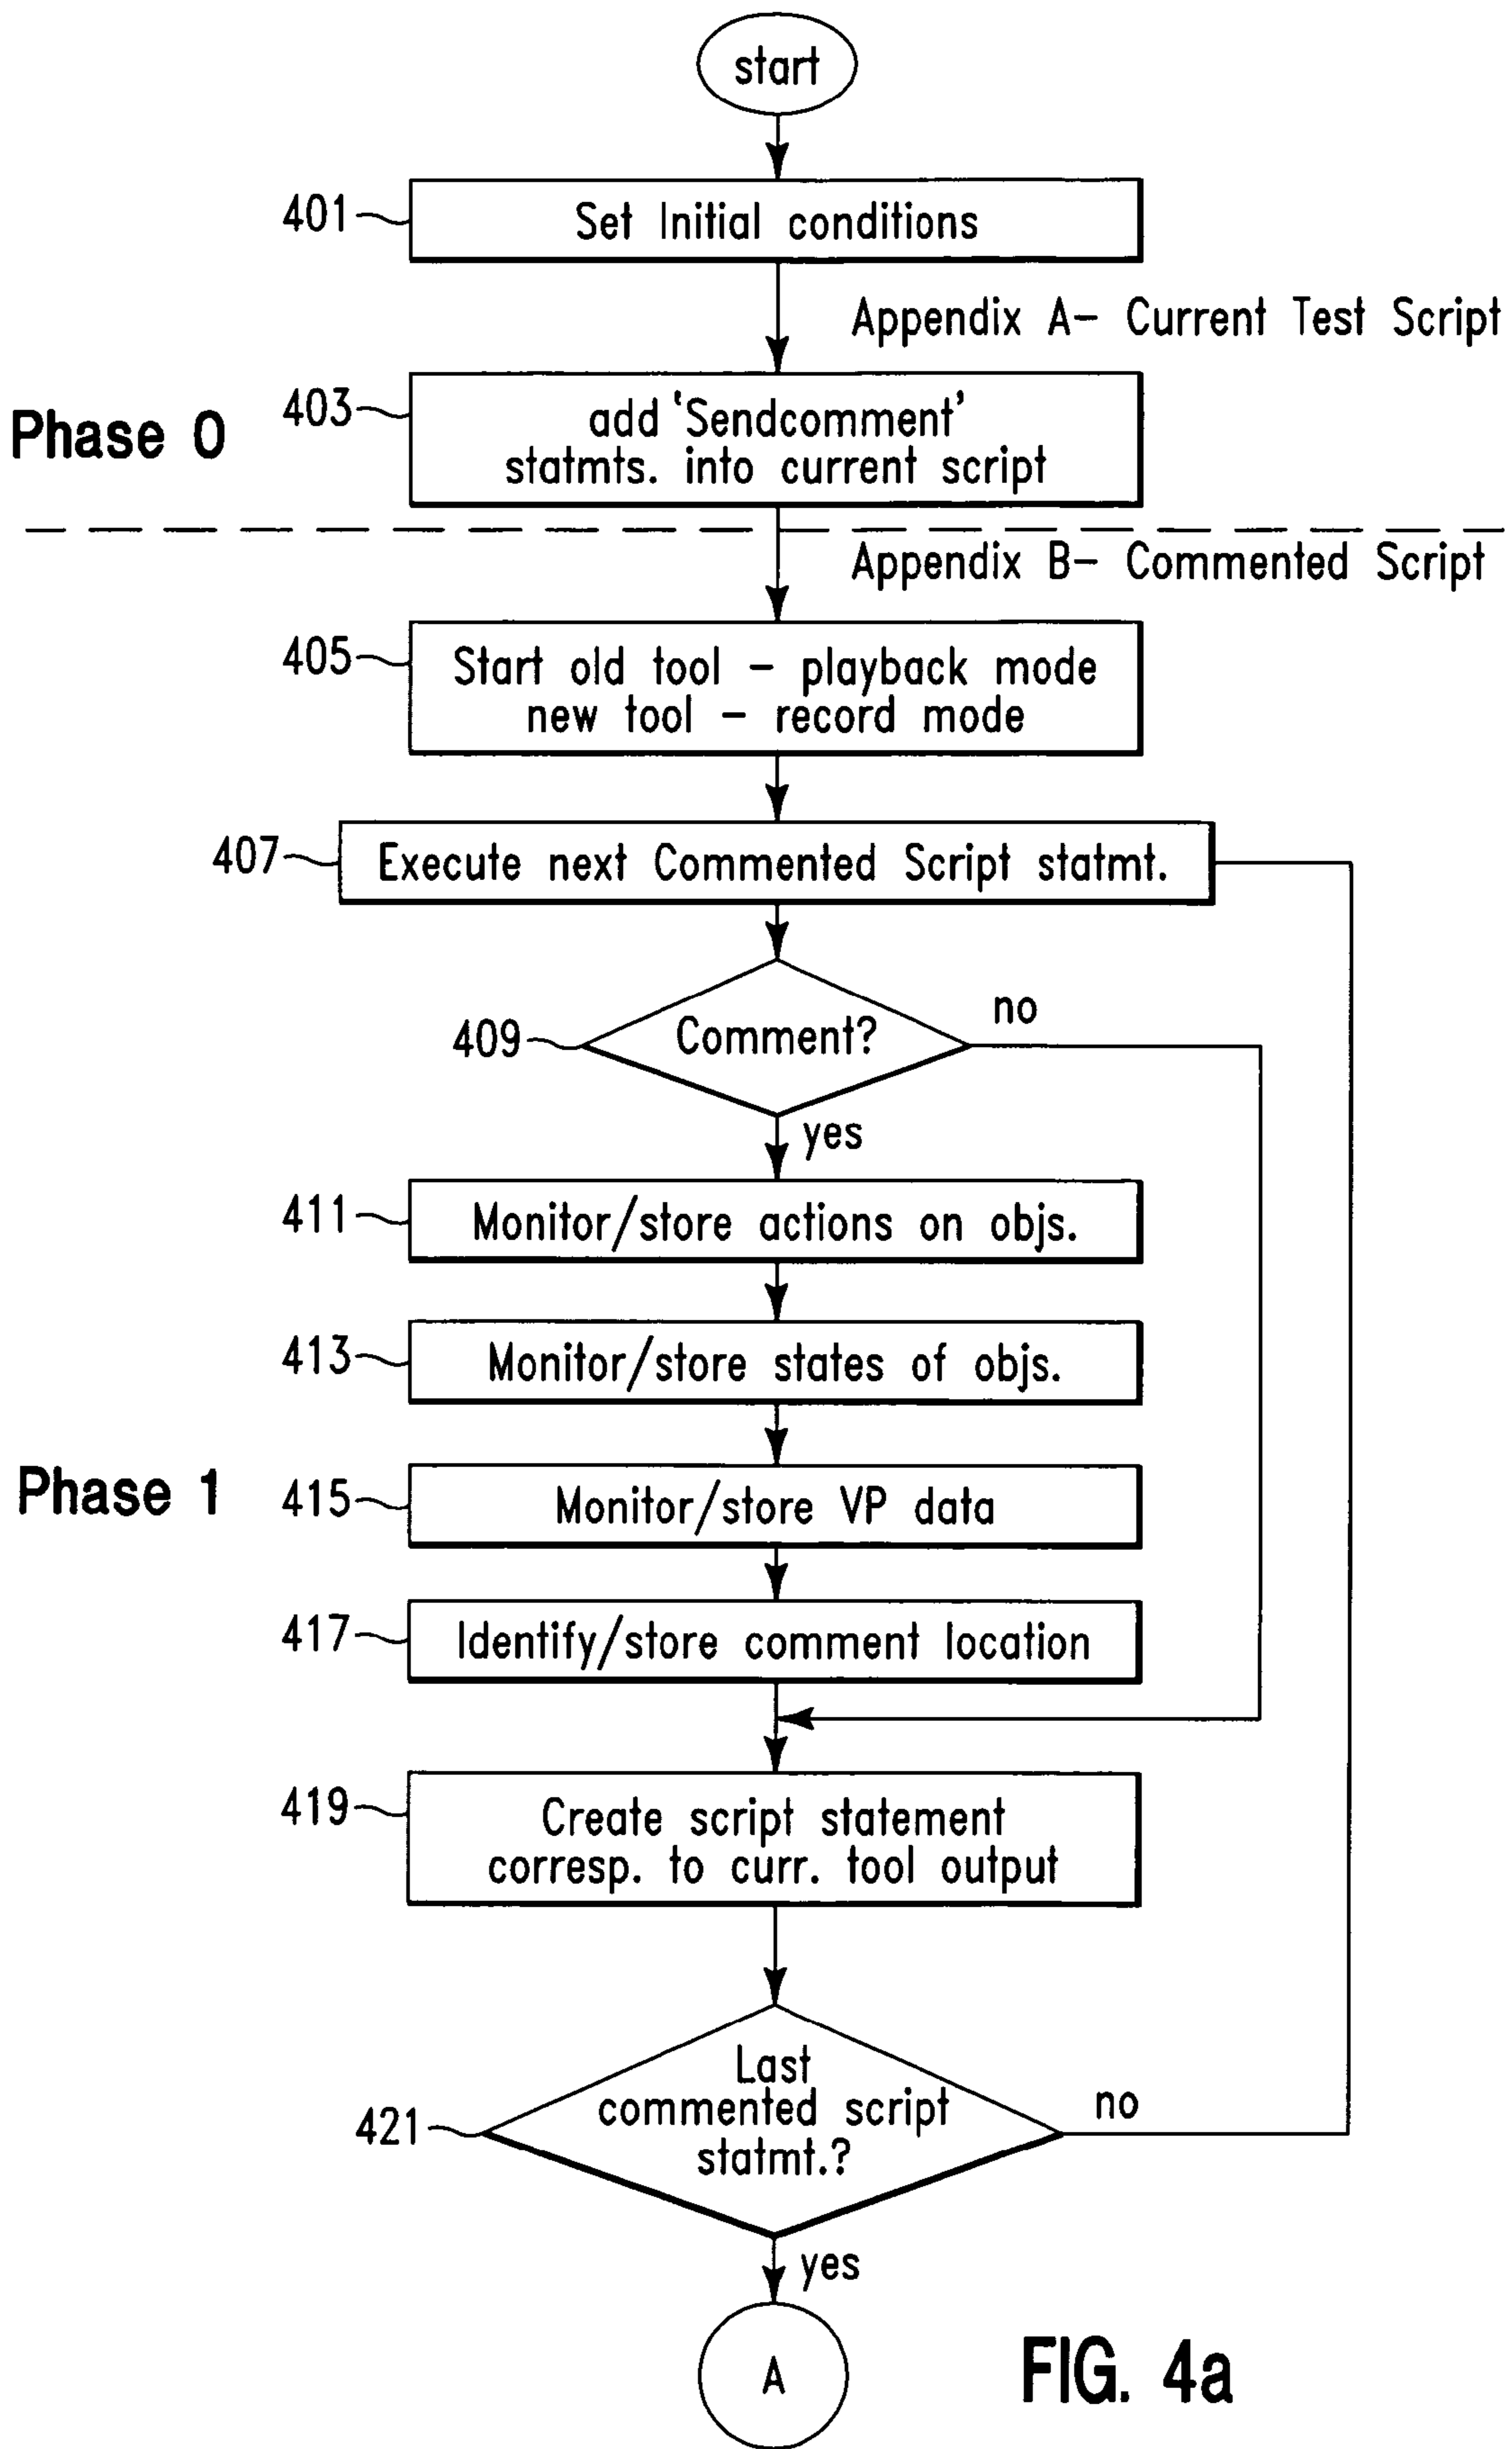 start
401
Set Initial conditions
Appendix A- Current Test Script
Phase 0
403
add 'Sendcomment'
statmts. into current script
Appendix B- Commented Script
405
Start old tool - playback mode
new tool - record mode
407
Execute next Commented Script statmt.
409
Comment?
no
yes
411
Monitor/store actions on objs.
413
Monitor/store states of objs.
Phase 1
415
Monitor/store VP data
417
Identify/store comment location
419
Create script statement
corresp. to curr. tool output
421
Last
commented script
statmt.?
no
yes
A
FIG. 4a